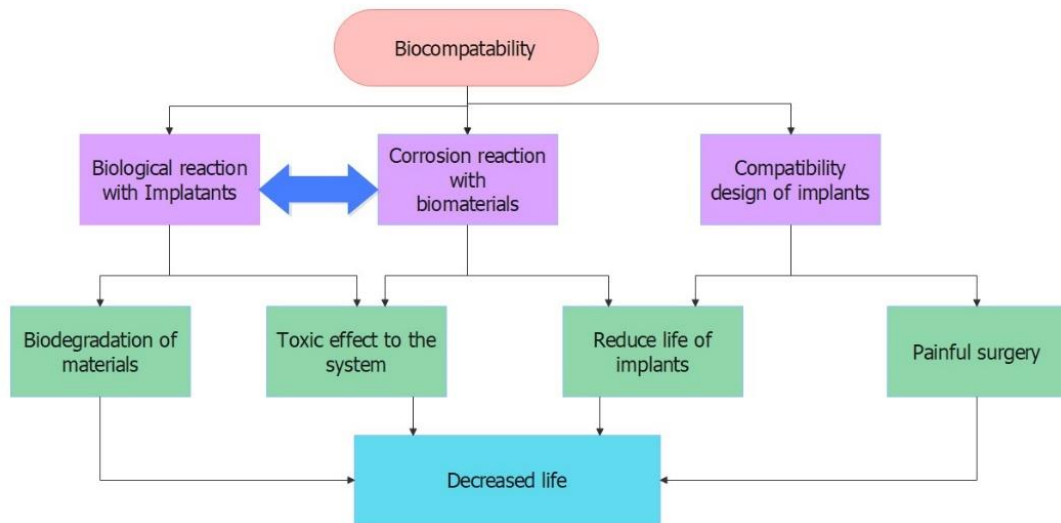 Biocompatability
Biological reaction
with Implatants
Corrosion reaction
with
biomaterials
Compatibility
design of implants
Biodegradation of
materials
Toxic effect to the
system
Reduce life of
implants
Painful surgery
Decreased life